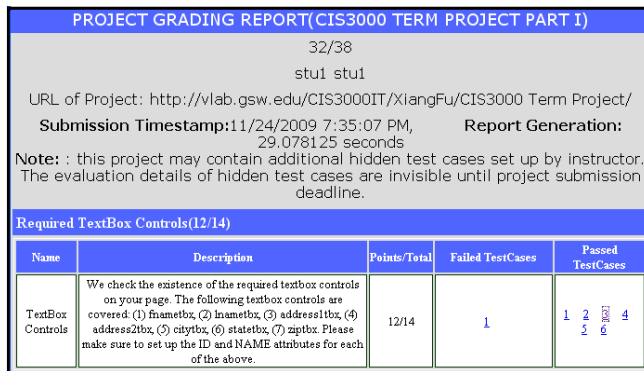 PROJECT GRADING REPORT(CIS3000 TERM PROJECT PART I)
32/38
stu1 stu1
URL of Project: http://vlab.gsw.edu/CIS3000IT/XiangFu/CIS3000 Term Project/
Submission Timestamp:11/24/2009 7:35:07 PM, Report Generation:
29.078125 seconds
Note: : this project may contain additional hidden test cases set up by instructor.
The evaluation details of hidden test cases are invisible until project submission
deadline.
Required TextBox Controls(12/14)
Name Description Points/Total Failed TestCases Passed
TestCases
We check the existence of the required textbox controls
on your page. The following textbox controls are
covered: (1) fnametbx, (2) lnametbx, (3) address1tbx, (4)
TextBox Controls address2tbx, (5) citytbx, (6) statetbx, (7) ziptbx. Please 12/14 1 1 2 3 4 5 6
make sure to set up the ID and NAME attributes for each
of the above.